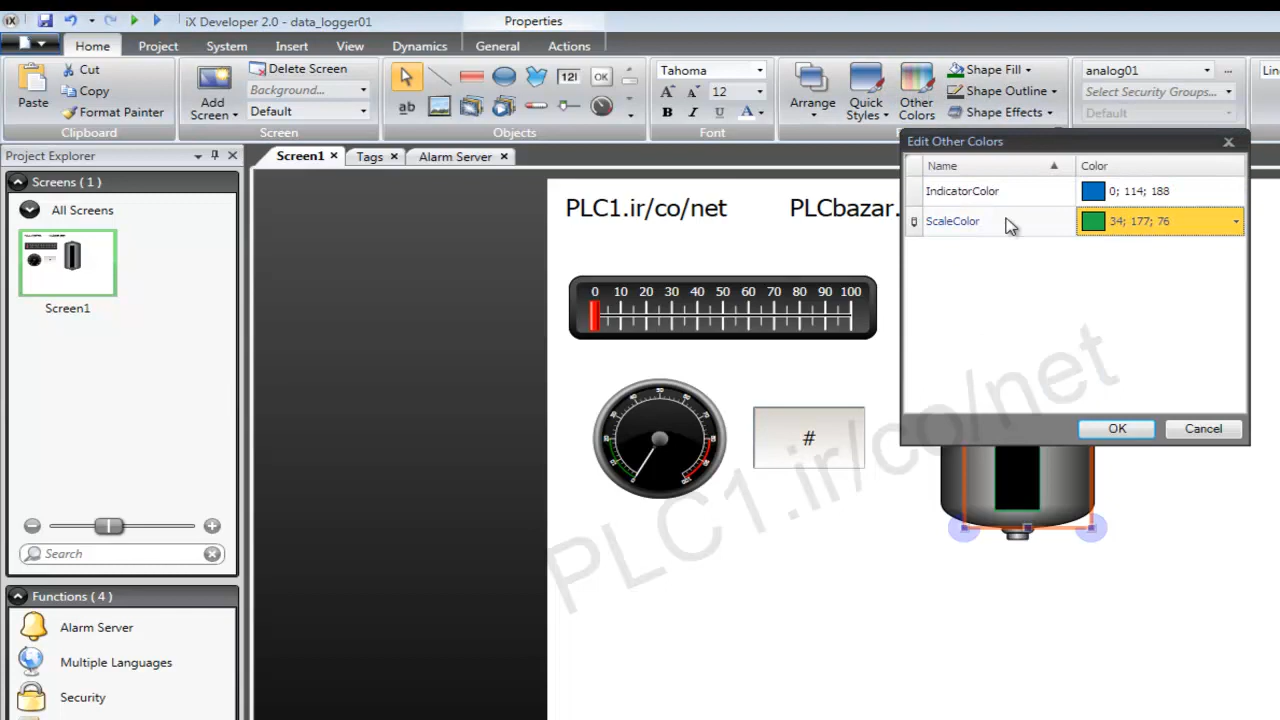 iX Developer 2.0 - data_logger01
Properties
Home
Project
System
Insert
View
Dynamics
General
Actions
Paste
Cut
Copy
Format Painter
Clipboard
Add
Screen
Delete Screen
Background...
Default
Screen
ab
12
OK
Objects
Tahoma
12
A A
B I U A
Font
Arrange
Quick
Styles
Other
Colors
Shape Fill
Shape Outline
Shape Effects
analog01
...
Select Security Groups...
Default
Lin
Project Explorer
Screen1
Tags
Alarm Server
Screens ( 1 )
All Screens
Screen1
Search
Functions ( 4 )
Alarm Server
Multiple Languages
Security
PLC1.ir/co/net
PLCbazar.
0 10 20 30 40 50 60 70 80 90 100
#
Edit Other Colors
Name
Color
IndicatorColor
0; 114; 188
ScaleColor
34; 177; 76
OK
Cancel
PLC1.ir/co/net